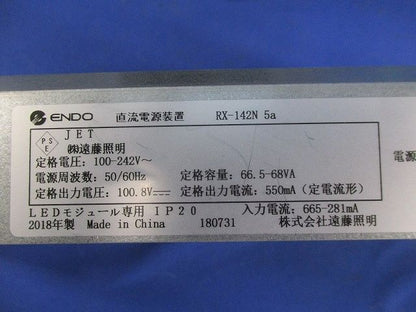 ENDO 直流電源装置 RX-142N 5a
PS E JET
㈱遠藤照明
定格電圧：100-242V～
電源周波数：50/60Hz 定格容量：66.5-68VA
定格出力電圧：100.8V⎓ 定格出力電流：550mA（定電流形）
LEDモジュール専用 IP20 入力電流：665-281mA
2018年製 Made in China 180731 株式会社遠藤照明
電源